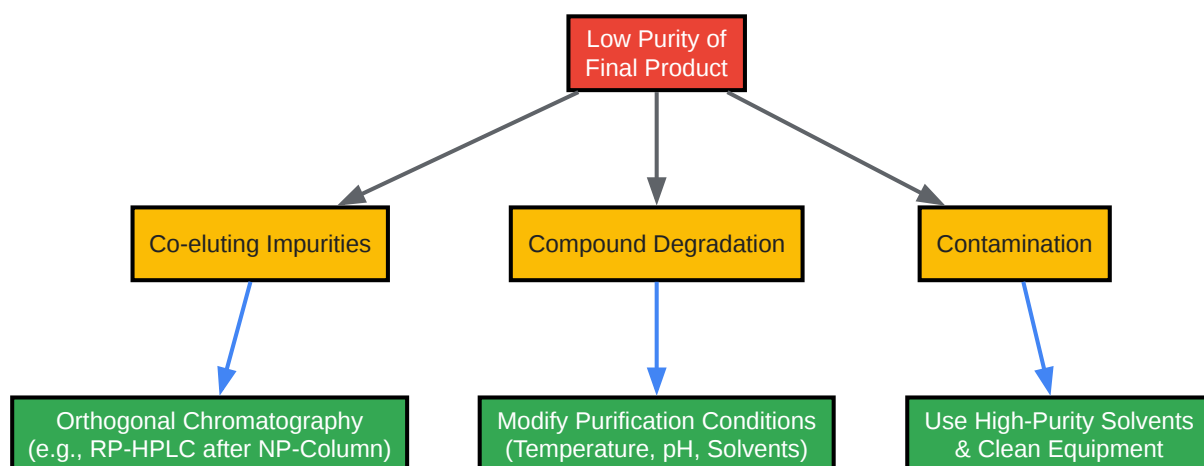 Low Purity of
Final Product
Co-eluting Impurities
Compound Degradation
Contamination
Orthogonal Chromatography
(e.g., RP-HPLC after NP-Column)
Modify Purification Conditions
(Temperature, pH, Solvents)
Use High-Purity Solvents
& Clean Equipment